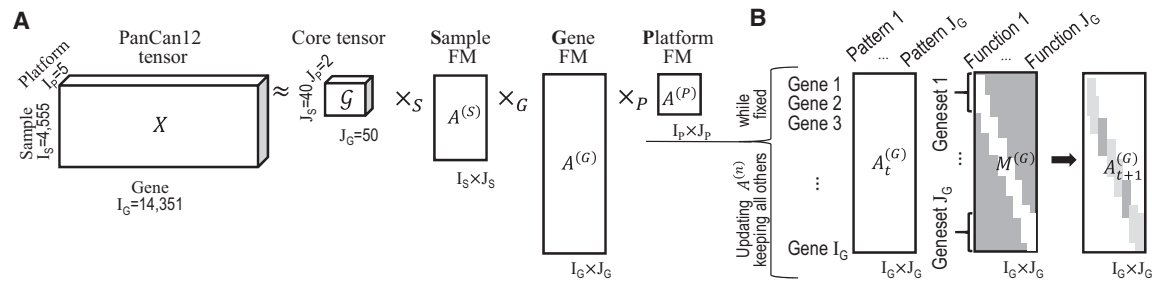 A
PanCan12
tensor
Platform
I_P=5
Sample
I_S=4,555
X
Gene
I_G=14,351
≈
Core tensor
J_P=2
J_S=40
𝒢
J_G=50
×_S
Sample
FM
A^(S)
I_S×J_S
×_G
Gene
FM
A^(G)
I_G×J_G
×_P
Platform
FM
A^(P)
I_P×J_P
B
Updating A^(n) while fixed
keeping all others
Pattern 1
...
Pattern J_G
Gene 1
Gene 2
Gene 3
...
Gene I_G
A_t^(G)
I_G×J_G
Function 1
...
Function J_G
Geneset 1
...
Geneset J_G
M^(G)
I_G×J_G
A_{t+1}^(G)
I_G×J_G